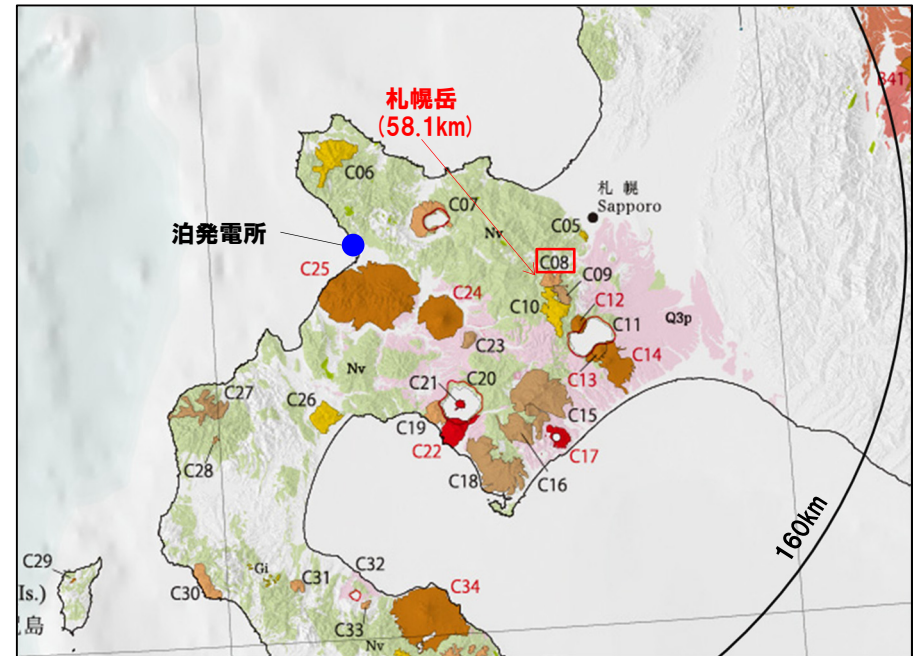 B41
札幌岳
(58.1km)
C06
札 幌
Sapporo
C07
C05
Nv
泊発電所
C08
C25
C09
C24
C10
C12
C11
Q3p
C23
C14
C13
Nv
C21
C20
C27
C26
C15
C19
C22
C17
C28
C18
C16
160km
C29
C32
Gi
C31
C34
Is.)
島
C30
C33
Nv